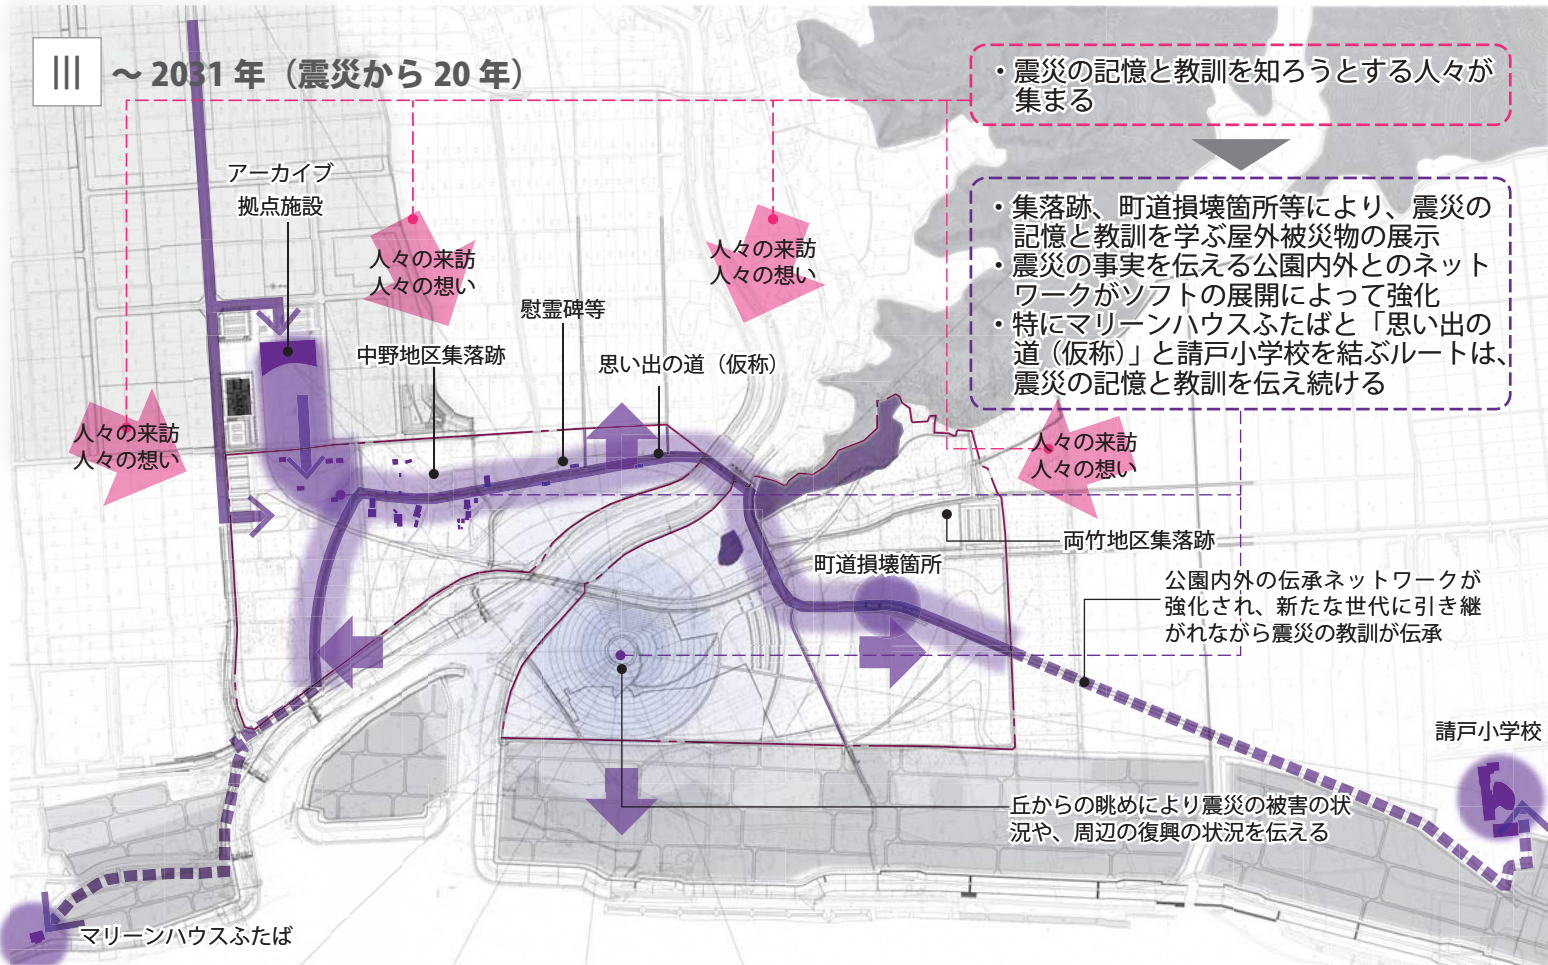 Ⅲ ～ 2031 年（震災から 20 年）
・震災の記憶と教訓を知ろうとする人々が
集まる
・集落跡、町道損壊箇所等により、震災の
記憶と教訓を学ぶ屋外被災物の展示
・震災の事実を伝える公園内外とのネット
ワークがソフトの展開によって強化
・特にマリーンハウスふたばと「思い出の
道（仮称）」と請戸小学校を結ぶルートは、
震災の記憶と教訓を伝え続ける
アーカイブ
拠点施設
人々の来訪
人々の想い
人々の来訪
人々の想い
慰霊碑等
中野地区集落跡
思い出の道（仮称）
人々の来訪
人々の想い
人々の来訪
人々の想い
両竹地区集落跡
町道損壊箇所
公園内外の伝承ネットワークが
強化され、新たな世代に引き継
がれながら震災の教訓が伝承
請戸小学校
丘からの眺めにより震災の被害の状
況や、周辺の復興の状況を伝える
マリーンハウスふたば